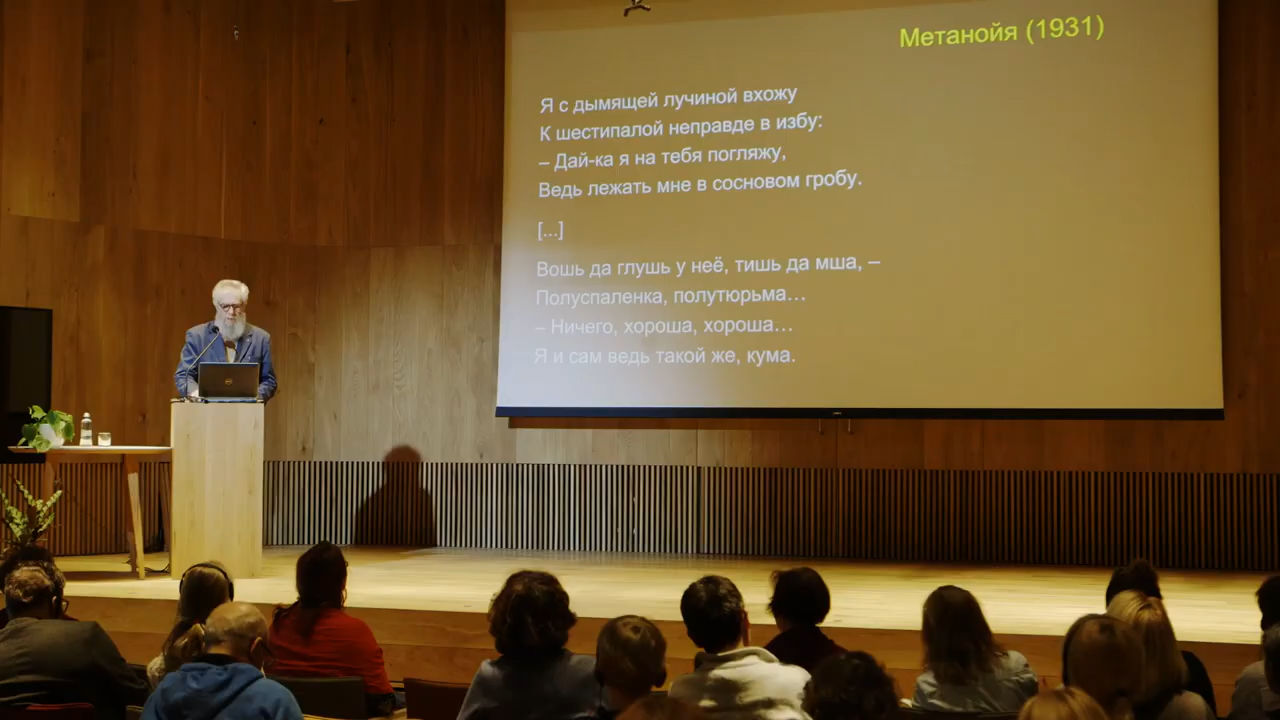 Метанойя (1931)
Я с дымящей лучиной вхожу
К шестипалой неправде в избу:
– Дай-ка я на тебя погляжу,
Ведь лежать мне в сосновом гробу.
[...]
Вошь да глушь у неё, тишь да мша, –
Полуспаленка, полутюрьма...
– Ничего, хороша, хороша...
Я и сам ведь такой же, кума.